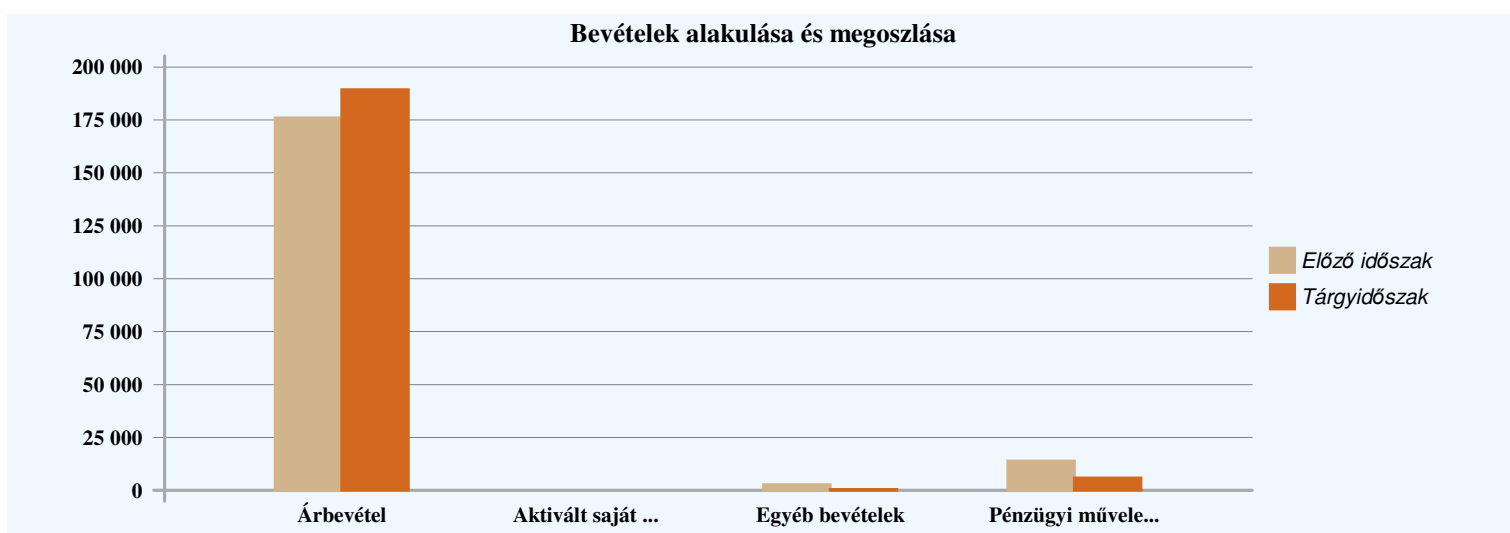 Bevételek alakulása és megoszlása
200 000
175 000
150 000
125 000
100 000
75 000
50 000
25 000
0
Árbevétel Aktivált saját ... Egyéb bevételek Pénzügyi művele...
Előző időszak
Tárgyidőszak